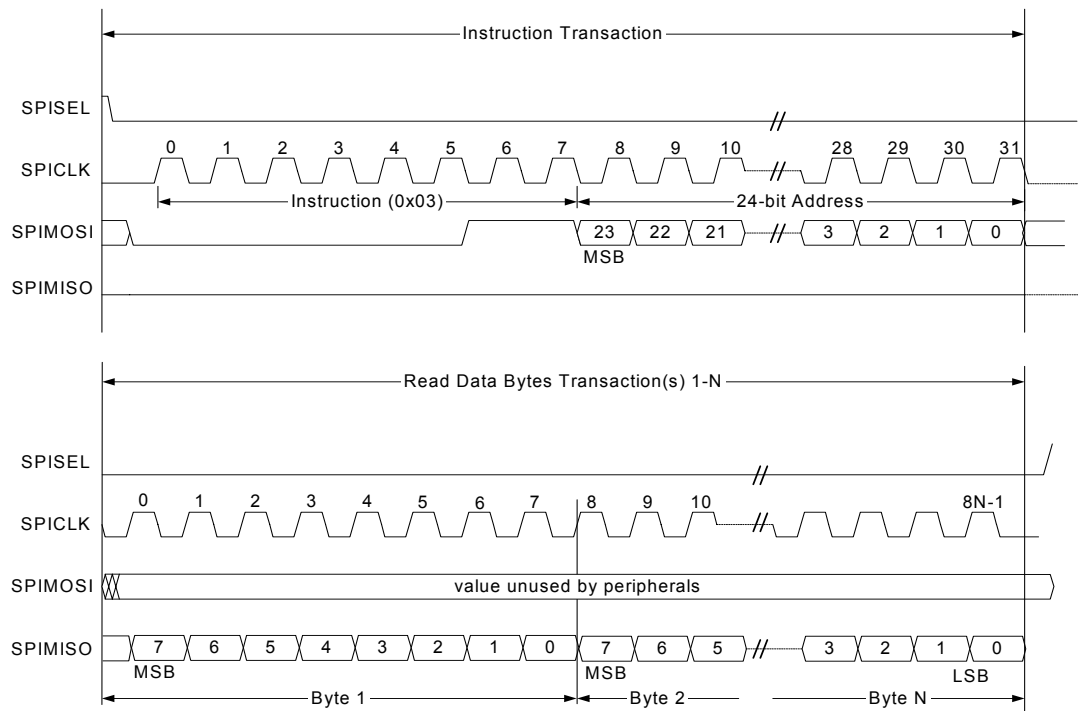 Instruction Transaction
SPISEL
0 1 2 3 4 5 6 7 8 9 10 28 29 30 31
SPICLK
Instruction (0x03) 24-bit Address
SPIMOSI 23 22 21 3 2 1 0
MSB
SPIMISO
Read Data Bytes Transaction(s) 1-N
SPISEL
0 1 2 3 4 5 6 7 8 9 10 8N-1
SPICLK
SPIMOSI value unused by peripherals
SPIMISO 7 6 5 4 3 2 1 0 7 6 5 3 2 1 0
MSB MSB LSB
Byte 1 Byte 2 Byte N